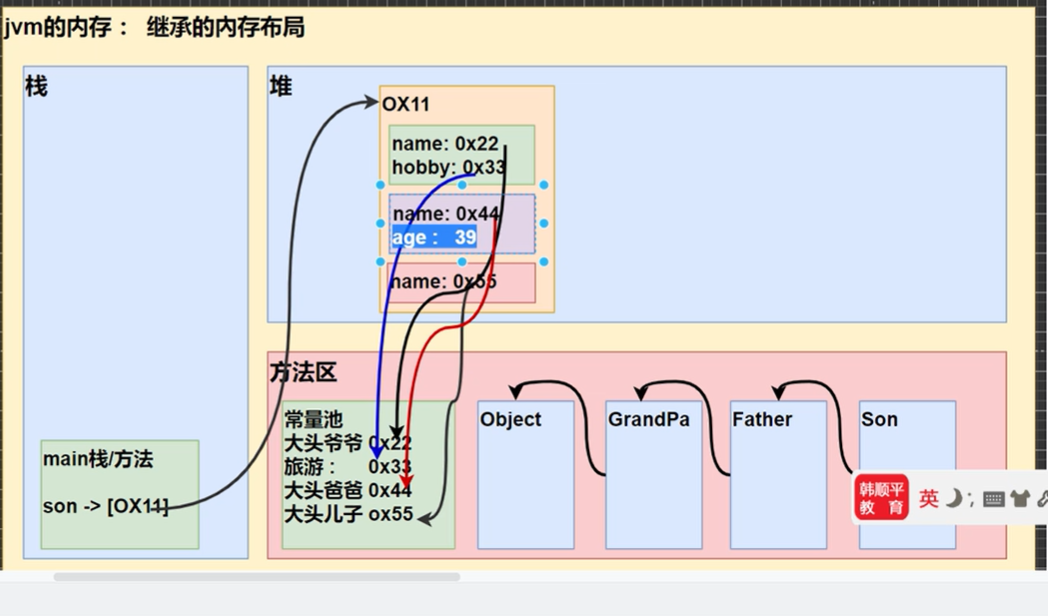 jvm的内存： 继承的内存布局
栈
堆
OX11
name: 0x22
hobby: 0x33
name: 0x44
age： 39
name: 0x55
方法区
常量池
大头爷爷 0x22
旅游： 0x33
大头爸爸 0x44
大头儿子 ox55
Object
GrandPa
Father
Son
main栈/方法
son -> [OX11]
韩顺平
教 育
英